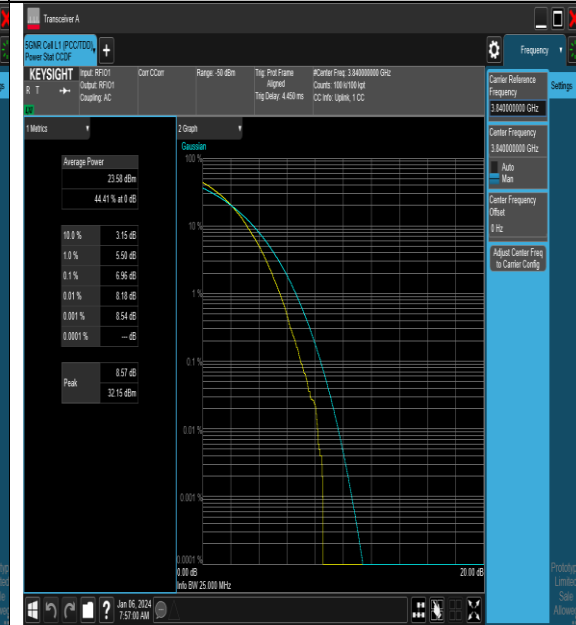 Transceiver A
5GNR Cell L1 (PCC/TDD),
Power Stat CCDF
Frequency
KEYSIGHT
R T
Input: RFIO1
Output: RFIO1
Coupling: AC
Corr CCorr
Range: -50 dBm
Trig: Prot Frame
Aligned
Trig Delay: 4.450 ms
#Center Freq: 3.840000000 GHz
Counts: 100 k/100 kpt
CC Info: Uplink, 1 CC
1 Metrics
2 Graph
Average Power
23.58 dBm
44.41 % at 0 dB
10.0 % 3.15 dB
1.0 % 5.50 dB
0.1 % 6.96 dB
0.01 % 8.18 dB
0.001 % 8.54 dB
0.0001 % --- dB
Peak
8.57 dB
32.15 dBm
Gaussian
100 %
10 %
1 %
0.1 %
0.01 %
0.001 %
0.0001 %
0.00 dB
20.00 dB
Info BW 25.000 MHz
Carrier Reference
Frequency
3.840000000 GHz
Center Frequency
3.840000000 GHz
Auto
Man
Center Frequency
Offset
0 Hz
Adjust Center Freq
to Carrier Config
Settings
Jan 06, 2024
7:57:00 AM